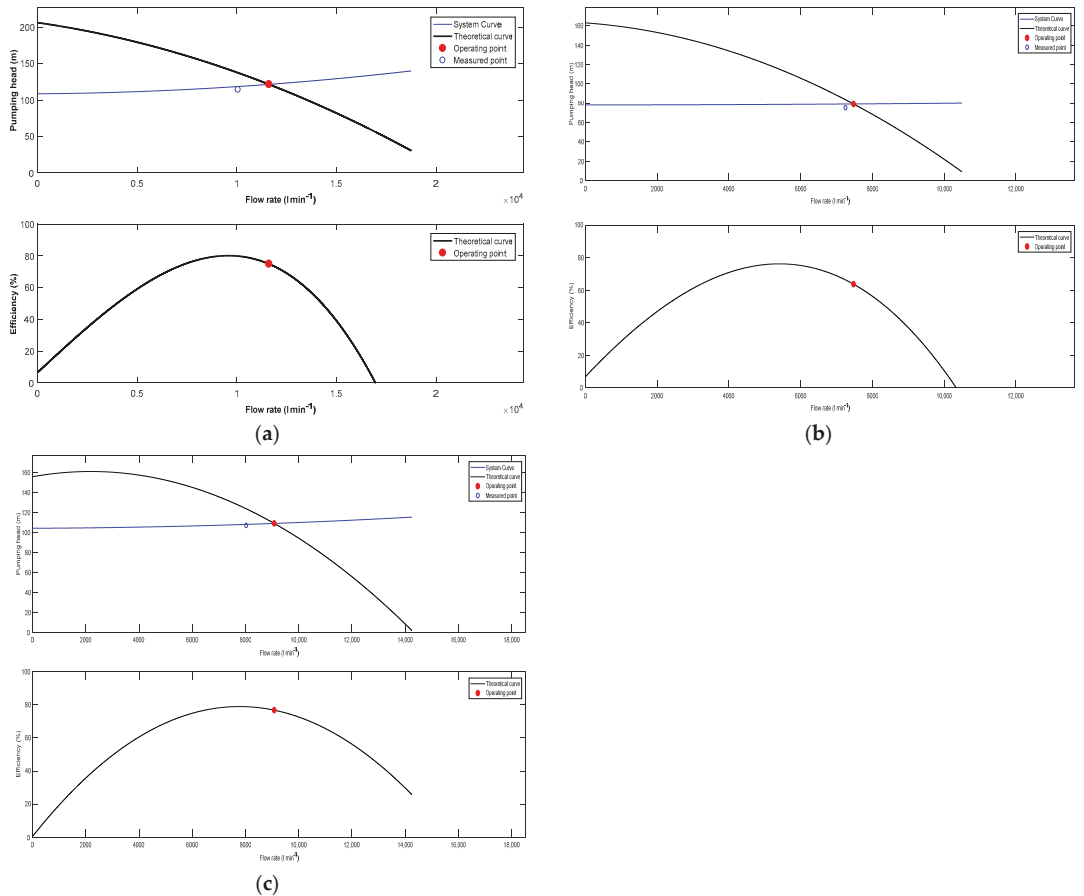 200
150
100
50
0
Pumping head (m)
System Curve
Theoretical curve
Operating point
Measured point
0 0.5 1 1.5 2
Flow rate (l min⁻¹)
×10⁴
100
80
60
40
20
0
Efficiency (%)
Theoretical curve
Operating point
0 0.5 1 1.5 2
Flow rate (l min⁻¹)
×10⁴
(a)
160
140
120
100
80
60
40
20
0
Pumping head (m)
System Curve
Theoretical curve
Operating point
Measured point
0 2000 4000 6000 8000 10,000 12,000
Flow rate (l min⁻¹)
100
80
60
40
20
0
Efficiency (%)
Theoretical curve
Operating point
0 2000 4000 6000 8000 10,000 12,000
Flow rate (l min⁻¹)
(b)
160
140
120
100
80
60
40
20
0
Pumping head (m)
System Curve
Theoretical curve
Operating point
Measured point
0 2000 4000 6000 8000 10,000 12,000 14,000 16,000 18,000
Flow rate (l min⁻¹)
100
80
60
40
20
0
Efficiency (%)
Theoretical curve
Operating point
0 2000 4000 6000 8000 10,000 12,000 14,000 16,000 18,000
Flow rate (l min⁻¹)
(c)